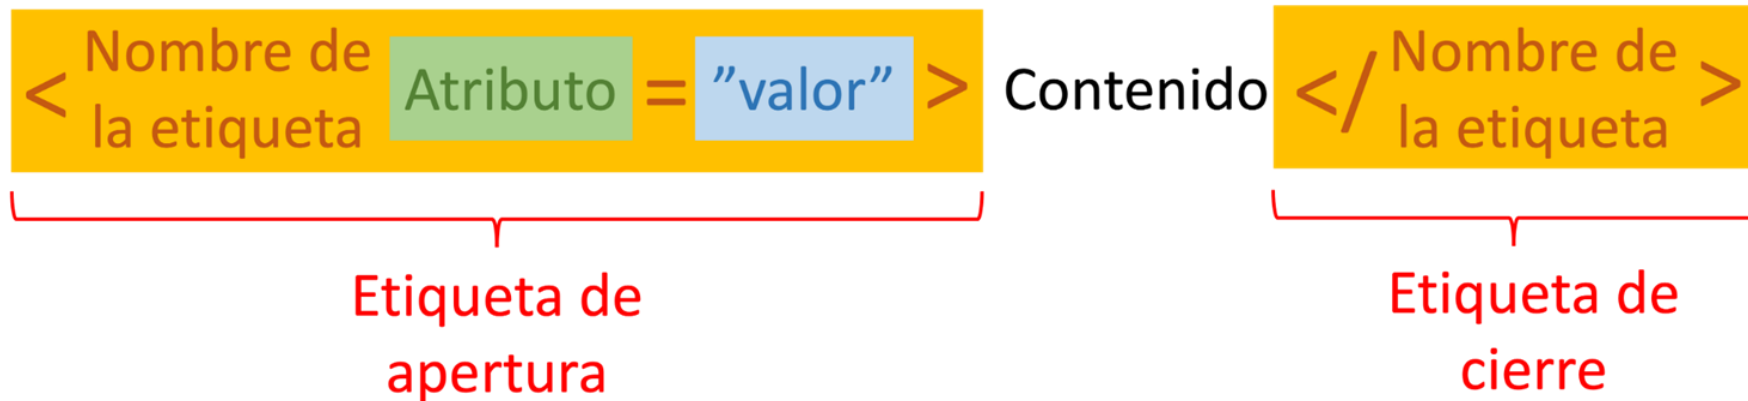 < Nombre de la etiqueta Atributo = ”valor” > Contenido </ Nombre de la etiqueta >
Etiqueta de
apertura
Etiqueta de
cierre